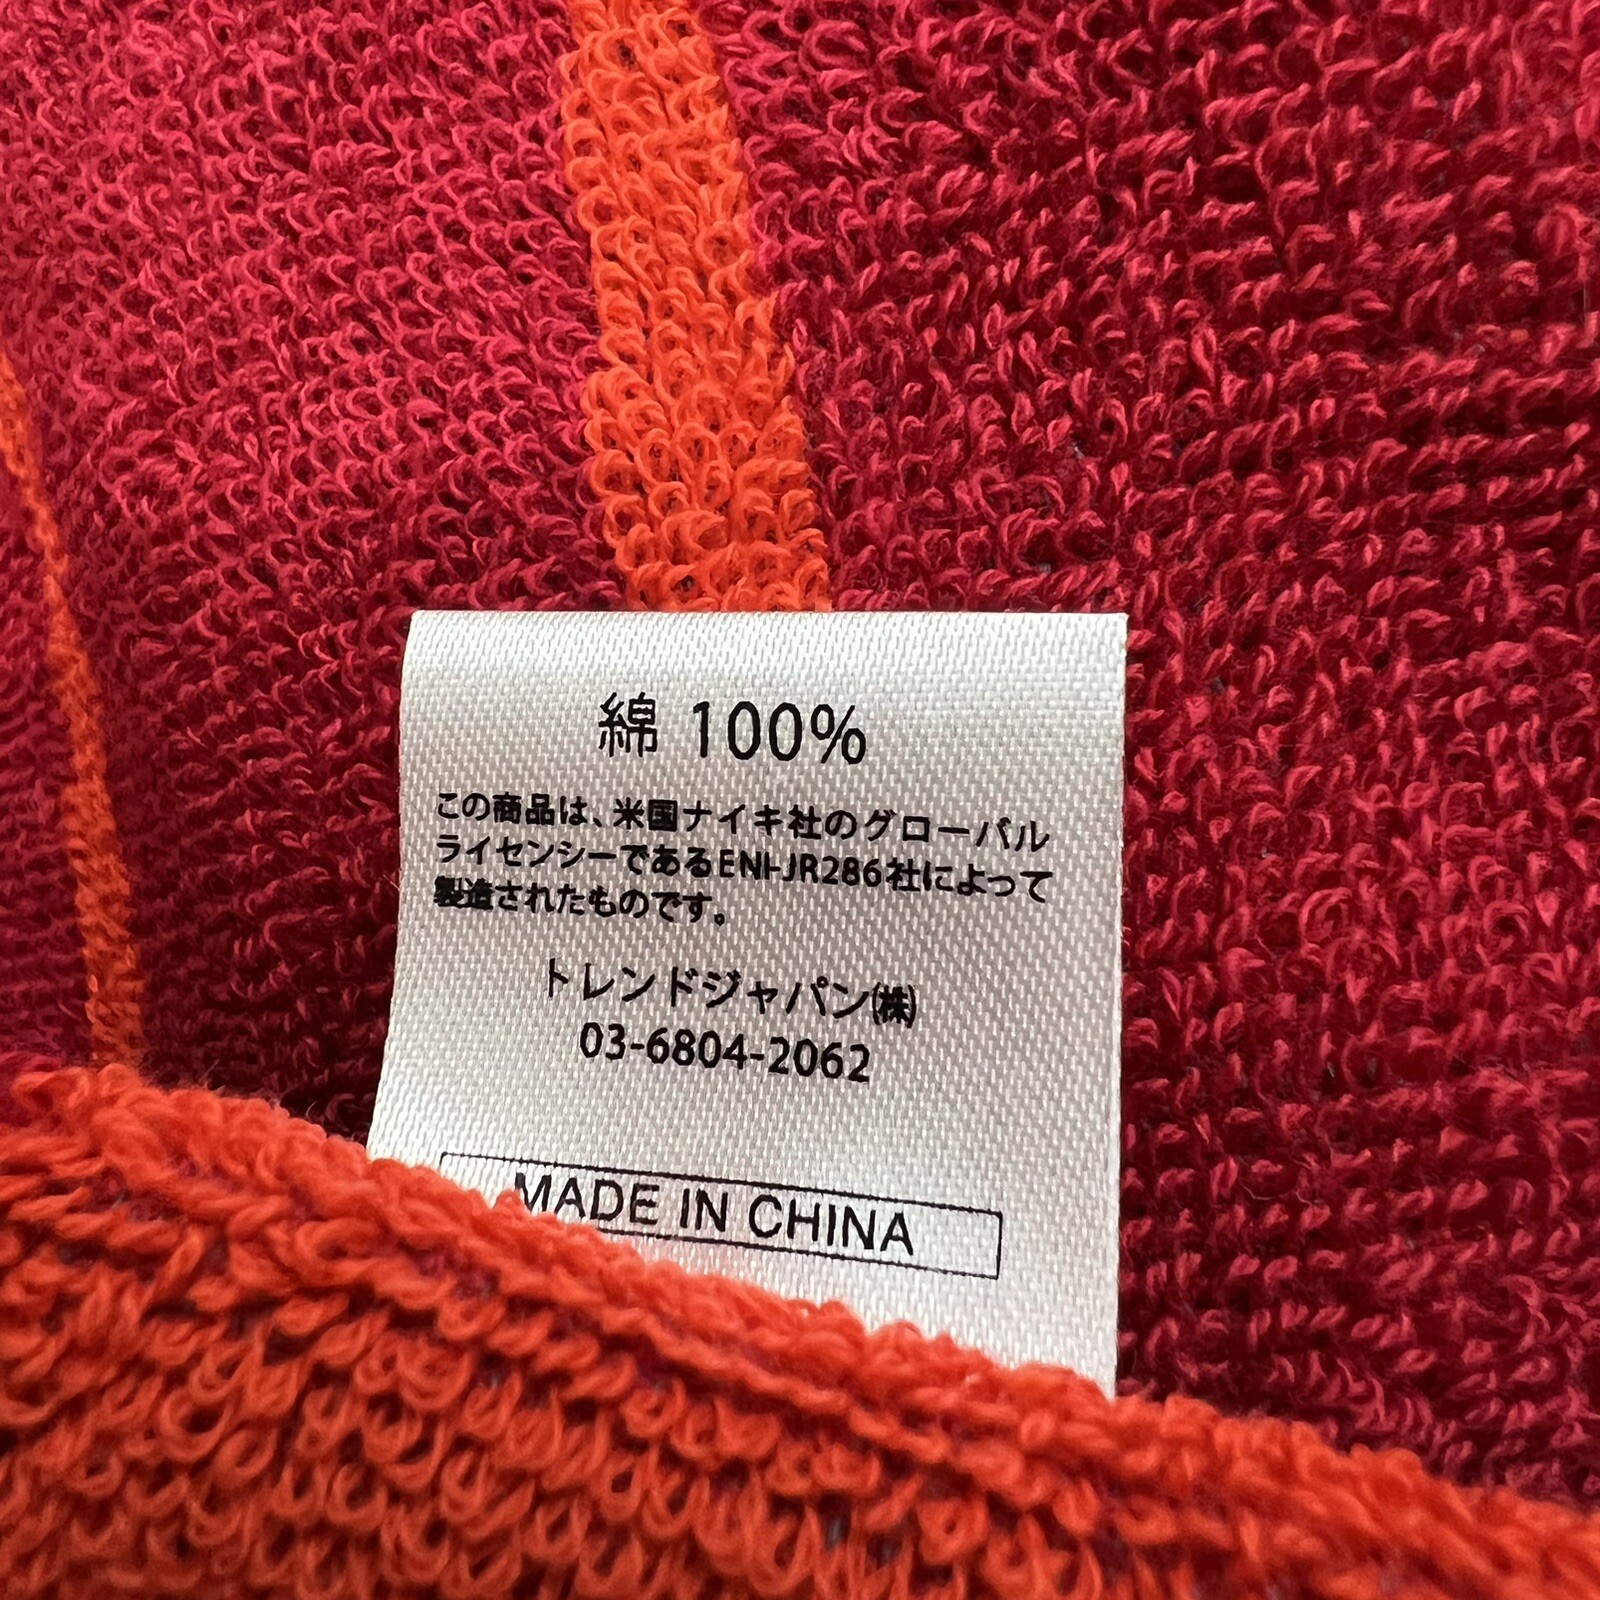 綿 100%
この商品は、米国ナイキ社のグローバル
ライセンシーであるENI-JR286社によって
製造されたものです。
トレンドジャパン㈱
03-6804-2062
MADE IN CHINA